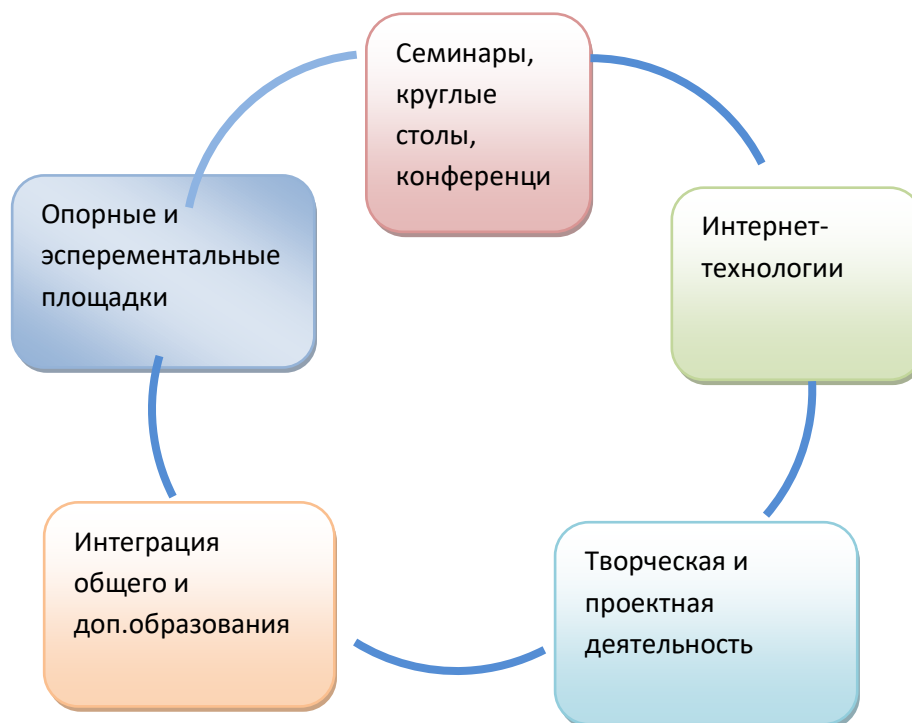 Семинары,
круглые
столы,
конференци
Интернет-
технологии
Творческая и
проектная
деятельность
Интеграция
общего и
доп.образования
Опорные и
эсперементальные
площадки